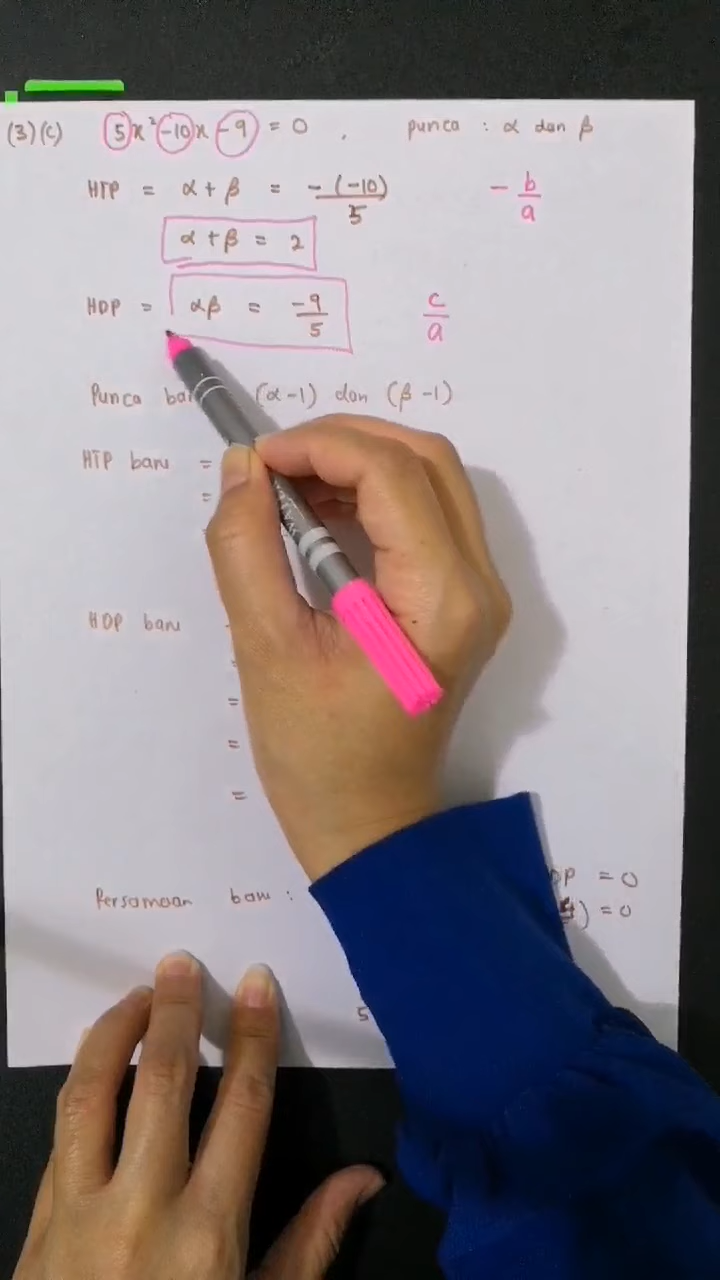 (3)(c) 5x² -10x -9 = 0 , punca : α dan β
HTP = α + β = -(-10)/5 -b/a
α + β = 2
HDP = αβ = -9/5 c/a
Punca (α-1) dan (β-1)
HTP baru =
=
HDP baru
=
=
=
= 0
Persamaan baru : ) = 0
5